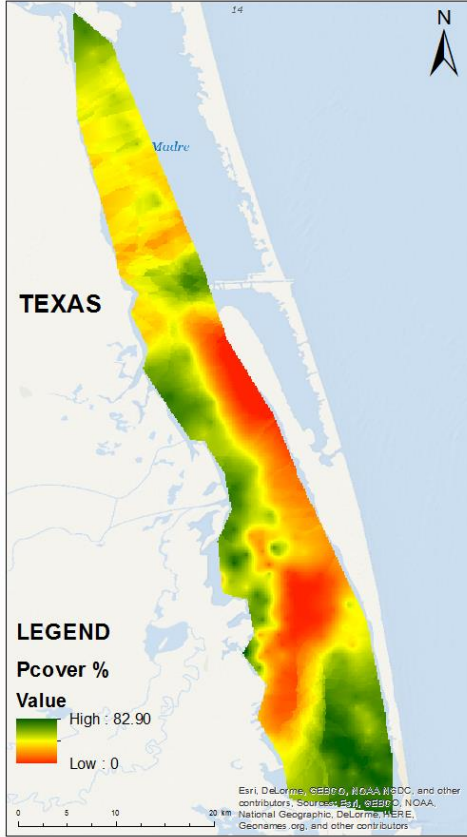 14
N
Madre
TEXAS
LEGEND
Pcover %
Value
High : 82.90
Low : 0
0 5 10 20 km
Esri, DeLorme, GEBCO, NOAA NGDC, and other
contributors, Sources: Esri, GEBCO, NOAA,
National Geographic, DeLorme, HERE,
Geonames.org, and other contributors